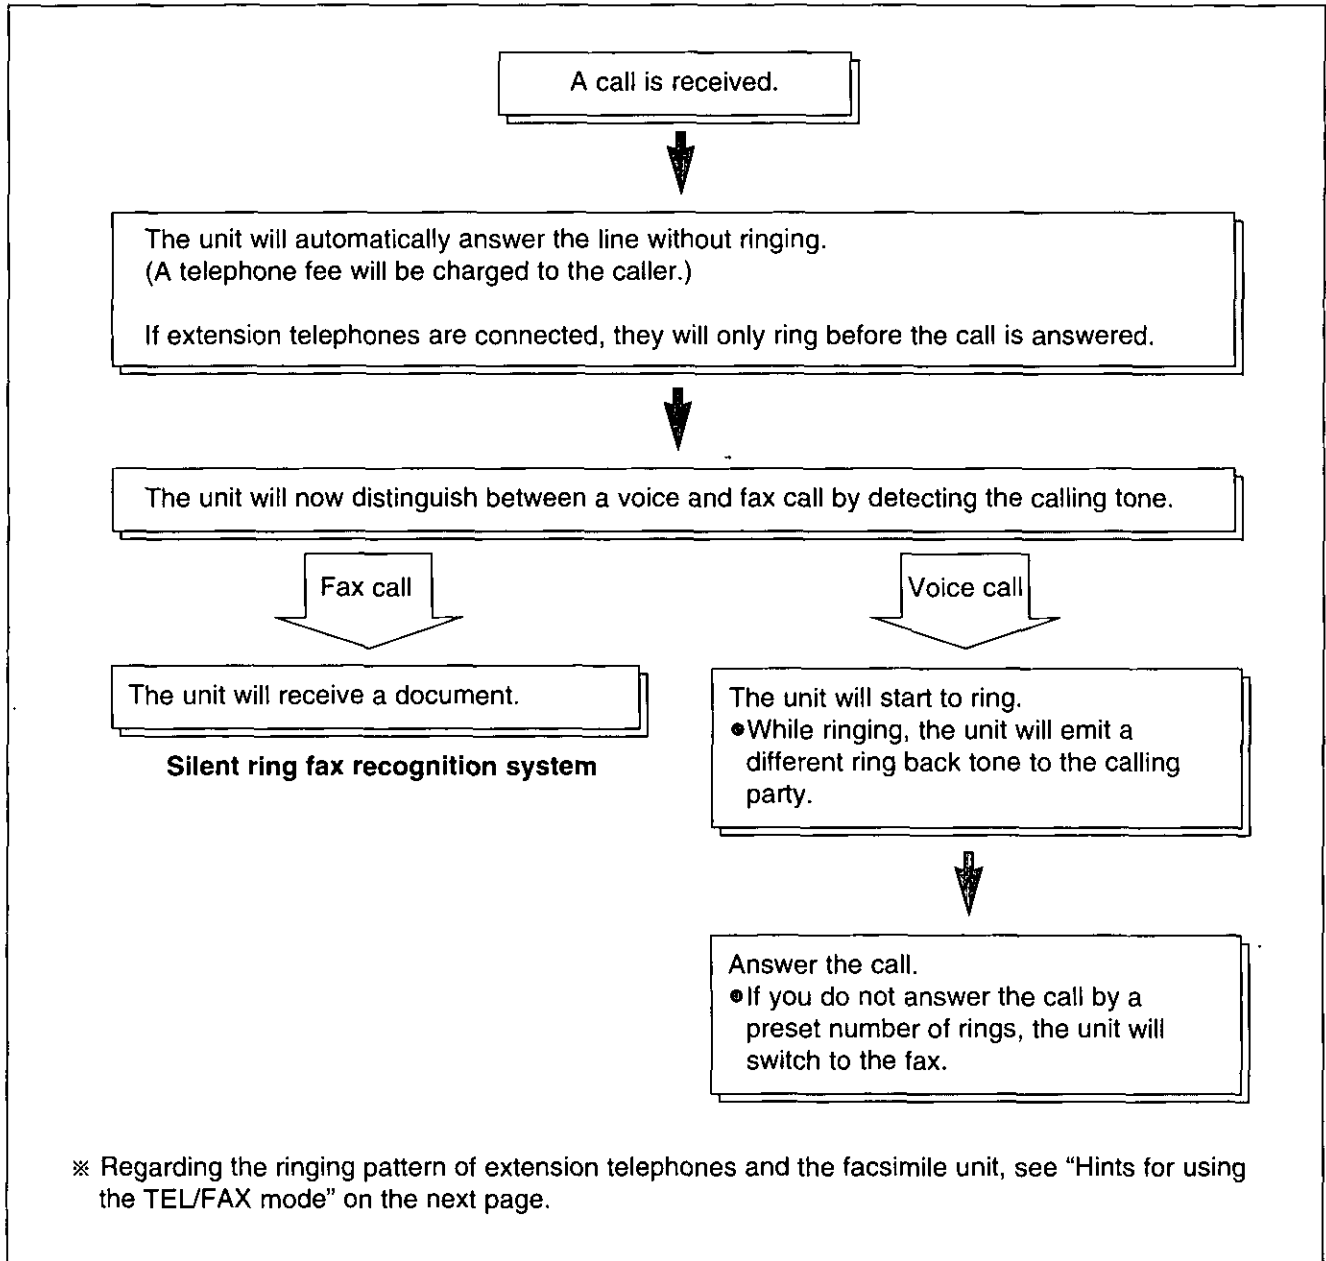 A call is received.
The unit will automatically answer the line without ringing.
(A telephone fee will be charged to the caller.)
If extension telephones are connected, they will only ring before the call is answered.
The unit will now distinguish between a voice and fax call by detecting the calling tone.
Fax call
Voice call
The unit will receive a document.
Silent ring fax recognition system
The unit will start to ring.
●While ringing, the unit will emit a
different ring back tone to the calling
party.
Answer the call.
●If you do not answer the call by a
preset number of rings, the unit will
switch to the fax.
※ Regarding the ringing pattern of extension telephones and the facsimile unit, see “Hints for using
the TEL/FAX mode” on the next page.